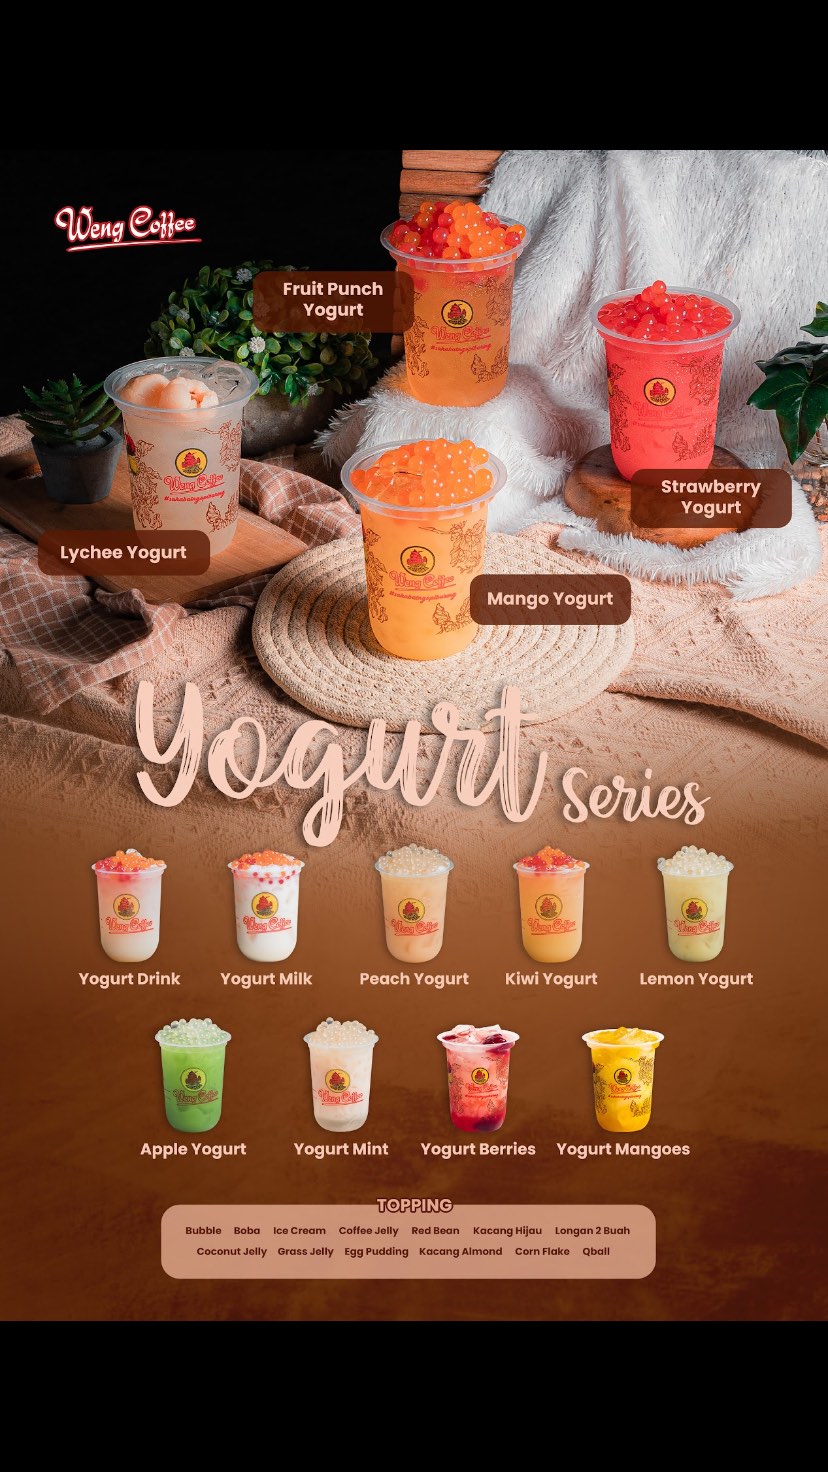 Weng Coffee
Fruit Punch
Yogurt
Strawberry
Yogurt
Lychee Yogurt
Mango Yogurt
Yogurt Series
Yogurt Drink
Yogurt Milk
Peach Yogurt
Kiwi Yogurt
Lemon Yogurt
Apple Yogurt
Yogurt Mint
Yogurt Berries
Yogurt Mangoes
TOPPING
Bubble Boba Ice Cream Coffee Jelly Red Bean Kacang Hijau Longan 2 Buah
Coconut Jelly Grass Jelly Egg Pudding Kacang Almond Corn Flake Qball